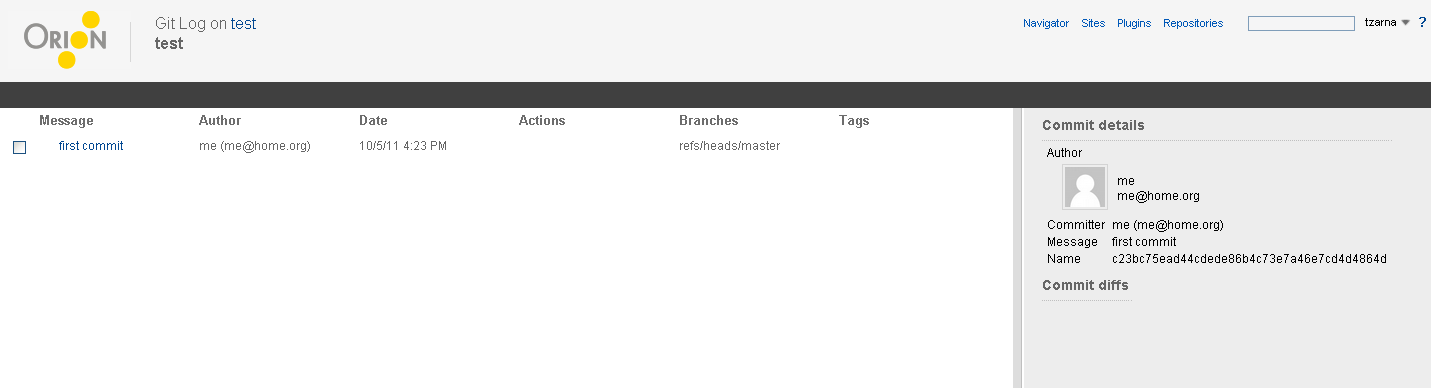 ORION
Git Log on test
test
Navigator Sites Plugins Repositories tzarna ?
Message Author Date Actions Branches Tags
first commit me (me@home.org) 10/5/11 4:23 PM refs/heads/master
Commit details
Author
me
me@home.org
Committer me (me@home.org)
Message first commit
Name c23bc75ead44cdede86b4c73e7a46e7cd4d4864d
Commit diffs